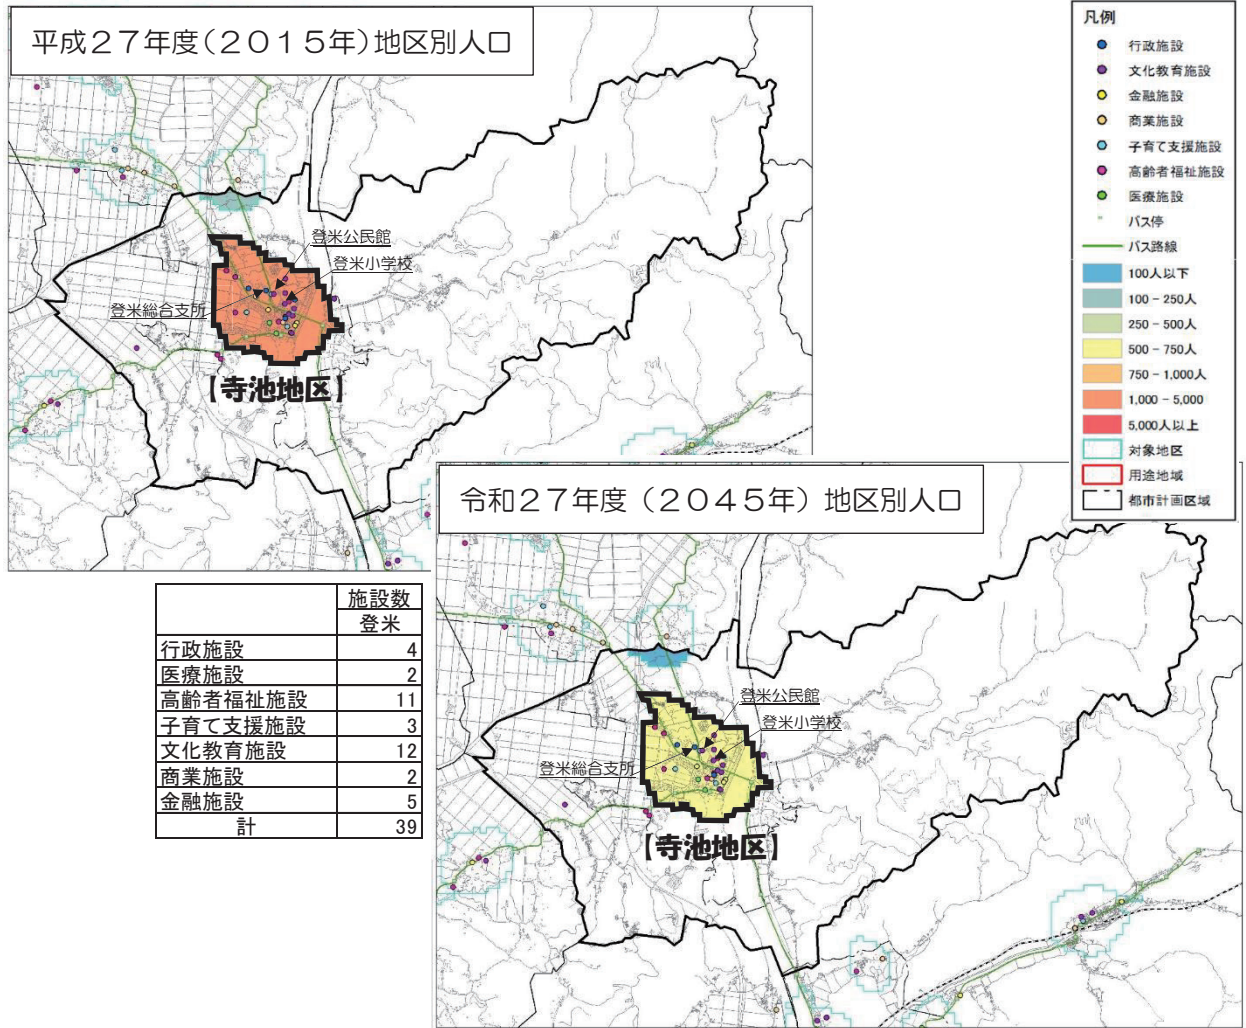 平成２７年度(２０１５年)地区別人口
登米公民館
登米小学校
登米総合支所
【寺池地区】
凡例
行政施設
文化教育施設
金融施設
商業施設
子育て支援施設
高齢者福祉施設
医療施設
バス停
バス路線
100人以下
100 - 250人
250 - 500人
500 - 750人
750 - 1,000人
1,000 - 5,000
5,000人以上
対象地区
用途地域
都市計画区域
令和２７年度（２０４５年）地区別人口
登米公民館
登米小学校
登米総合支所
【寺池地区】
施設数
登米
行政施設 4
医療施設 2
高齢者福祉施設 11
子育て支援施設 3
文化教育施設 12
商業施設 2
金融施設 5
計 39